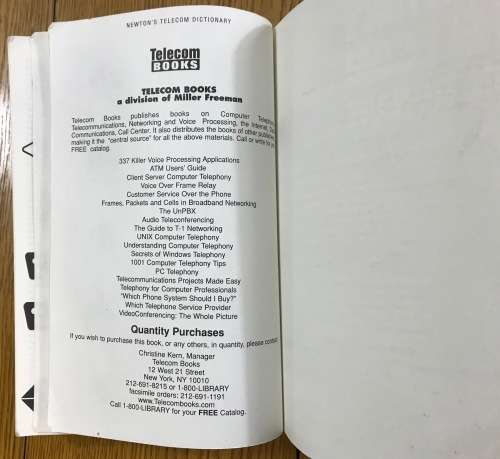 NEWTON'S TELECOM DICTIONARY
Telecom
BOOKS
TELECOM BOOKS
a division of Miller Freeman
Telecom Books publishes books on Computer
Telecommunications, Networking and Voice Processing, the Internet,
Communications, Call Center. It also distributes the books of other
making it the "central source" for all the above materials. Call or write for
FREE catalog.
337 Killer Voice Processing Applications
ATM Users' Guide
Client Server Computer Telephony
Voice Over Frame Relay
Customer Service Over the Phone
Frames, Packets and Cells in Broadband Networking
The UnPBX
Audio Teleconferencing
The Guide to T-1 Networking
UNIX Computer Telephony
Understanding Computer Telephony
Secrets of Windows Telephony
1001 Computer Telephony Tips
PC Telephony
Telecommunications Projects Made Easy
Telephony for Computer Professionals
"Which Phone System Should I Buy?"
Which Telephone Service Provider
VideoConferencing: The Whole Picture
Quantity Purchases
If you wish to purchase this book, or any others, in quantity, please contact
Christine Kern, Manager
Telecom Books
12 West 21 Street
New York, NY 10010
212-691-8215 or 1-800-LIBRARY
facsimile orders: 212-691-1191
www.Telecombooks.com
Call 1-800-LIBRARY for your FREE Catalog.